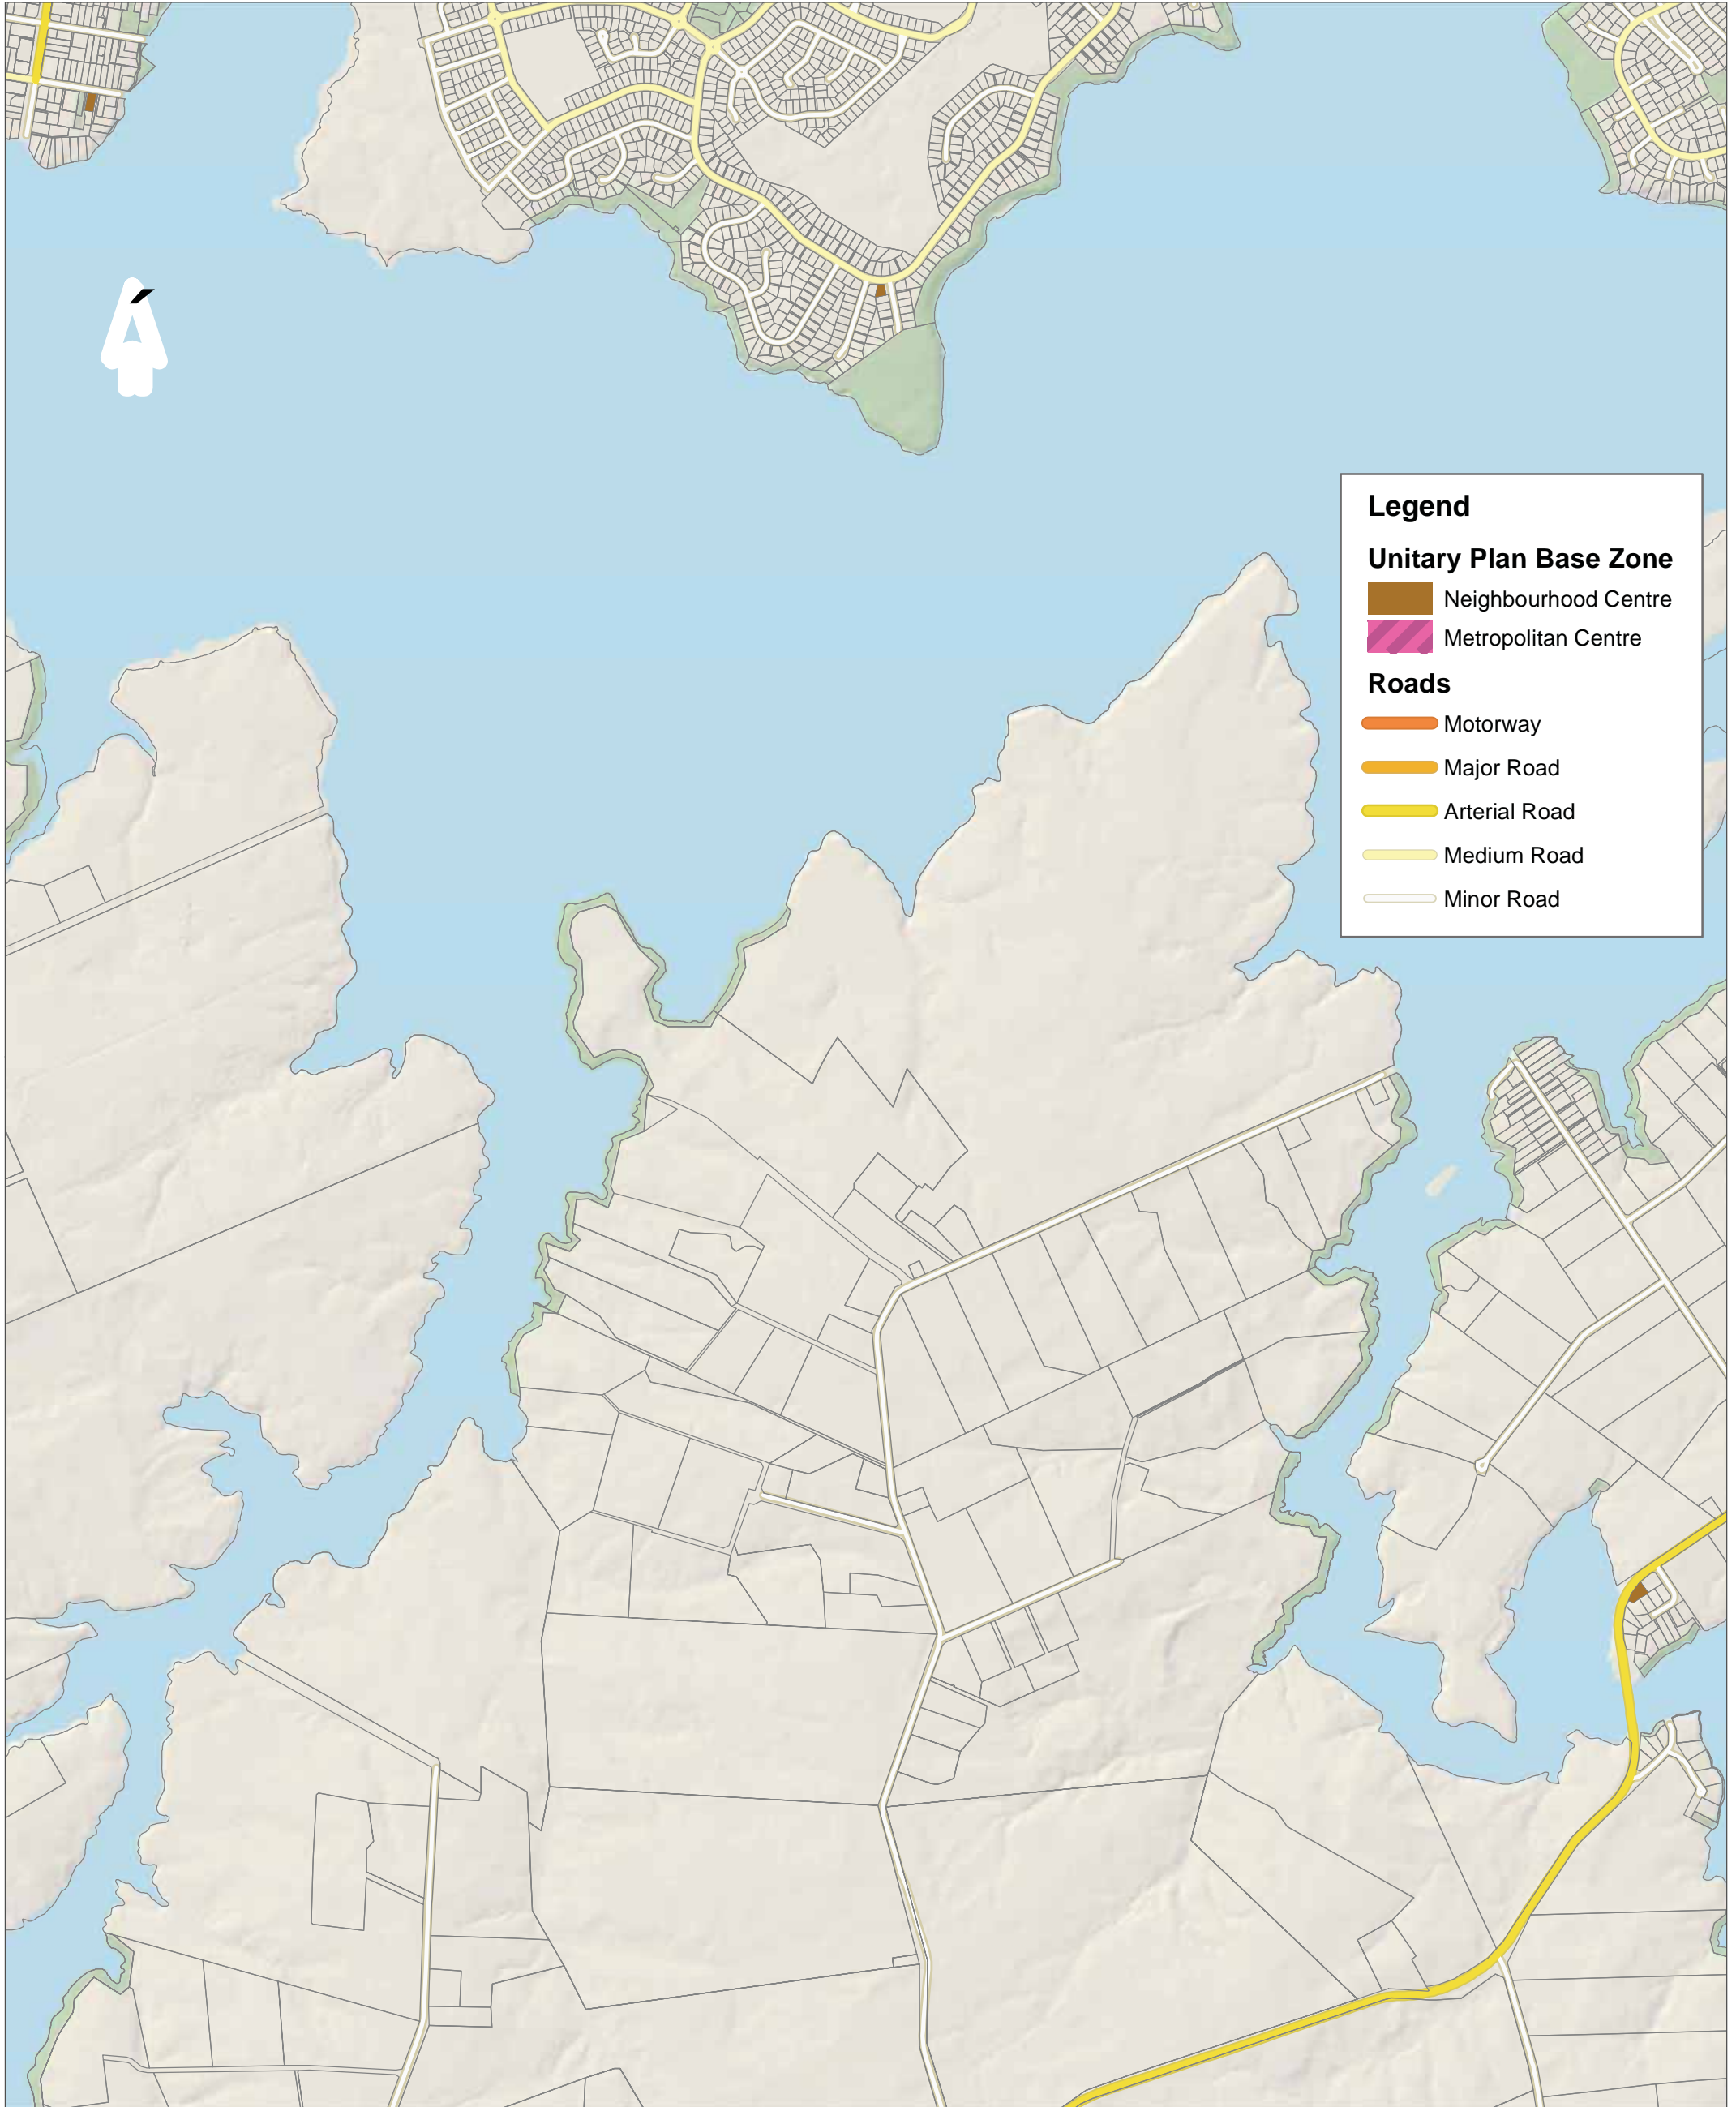 Legend
Unitary Plan Base Zone
Neighbourhood Centre
Metropolitan Centre
Roads
Motorway
Major Road
Arterial Road
Medium Road
Minor Road